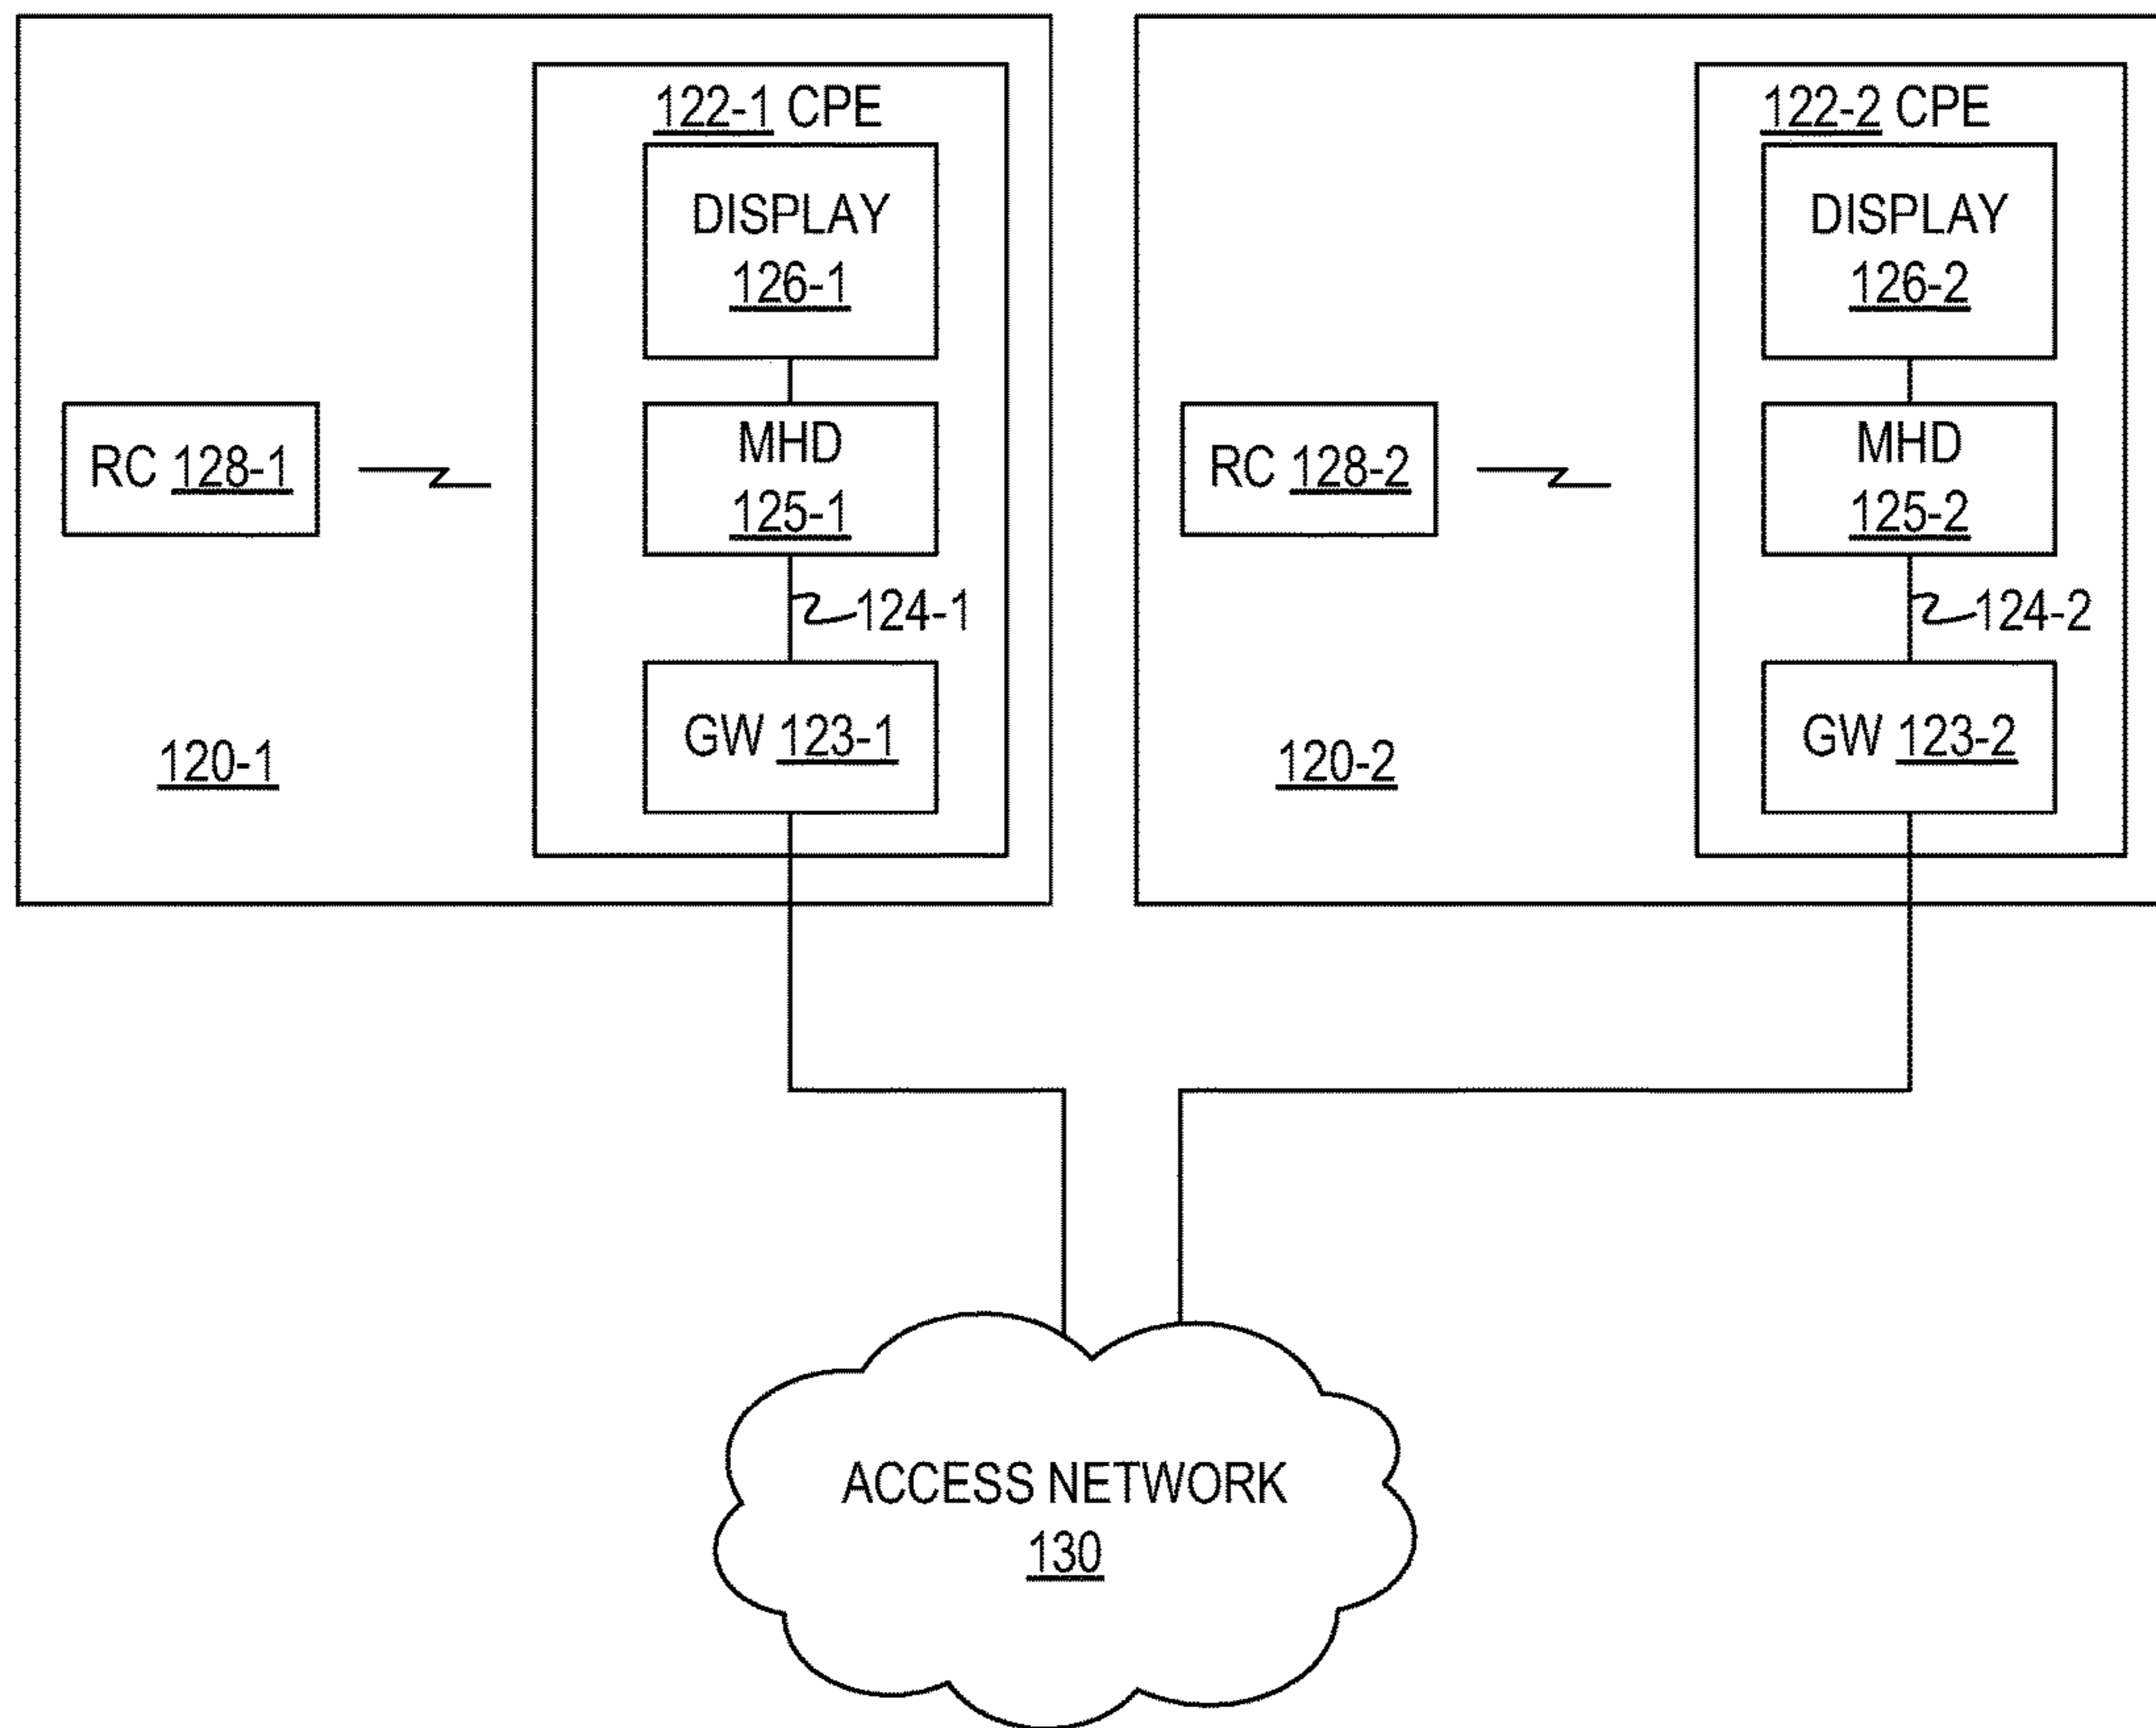 122-1 CPE
DISPLAY
126-1
RC 128-1
MHD
125-1
124-1
GW 123-1
120-1
122-2 CPE
DISPLAY
126-2
RC 128-2
MHD
125-2
124-2
GW 123-2
120-2
ACCESS NETWORK
130